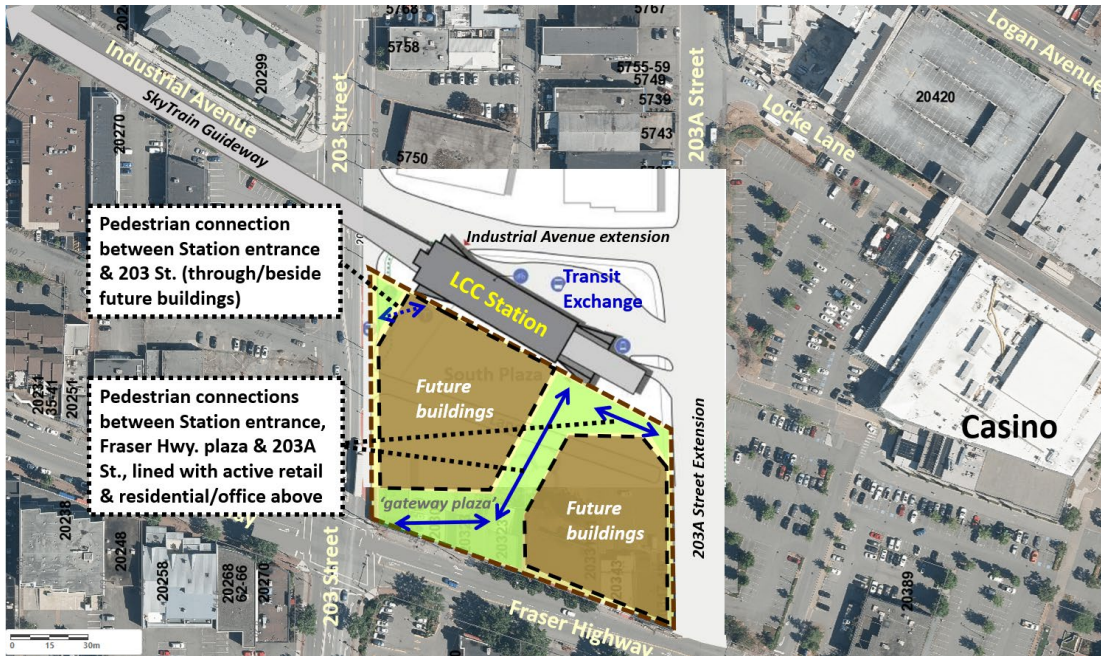 5768
5767
Logan Avenue
5758
Industrial Avenue
20299
203 Street
5755-59
5749
203A Street
20420
SkyTrain Guideway
5739
Locke Lane
20270
5743
5750
Pedestrian connection
between Station entrance
& 203 St. (through/beside
future buildings)
Industrial Avenue extension
LCC Station
Transit
Exchange
South Plaza
Future
buildings
20251
35-41
Pedestrian connections
between Station entrance,
Fraser Hwy. plaza & 203A
St., lined with active retail
& residential/office above
203A Street Extension
Casino
'gateway plaza'
Future
buildings
20238
20248
20258
20268
62-66
20270
203 Street
20343
20389
Fraser Highway
0 15 30m